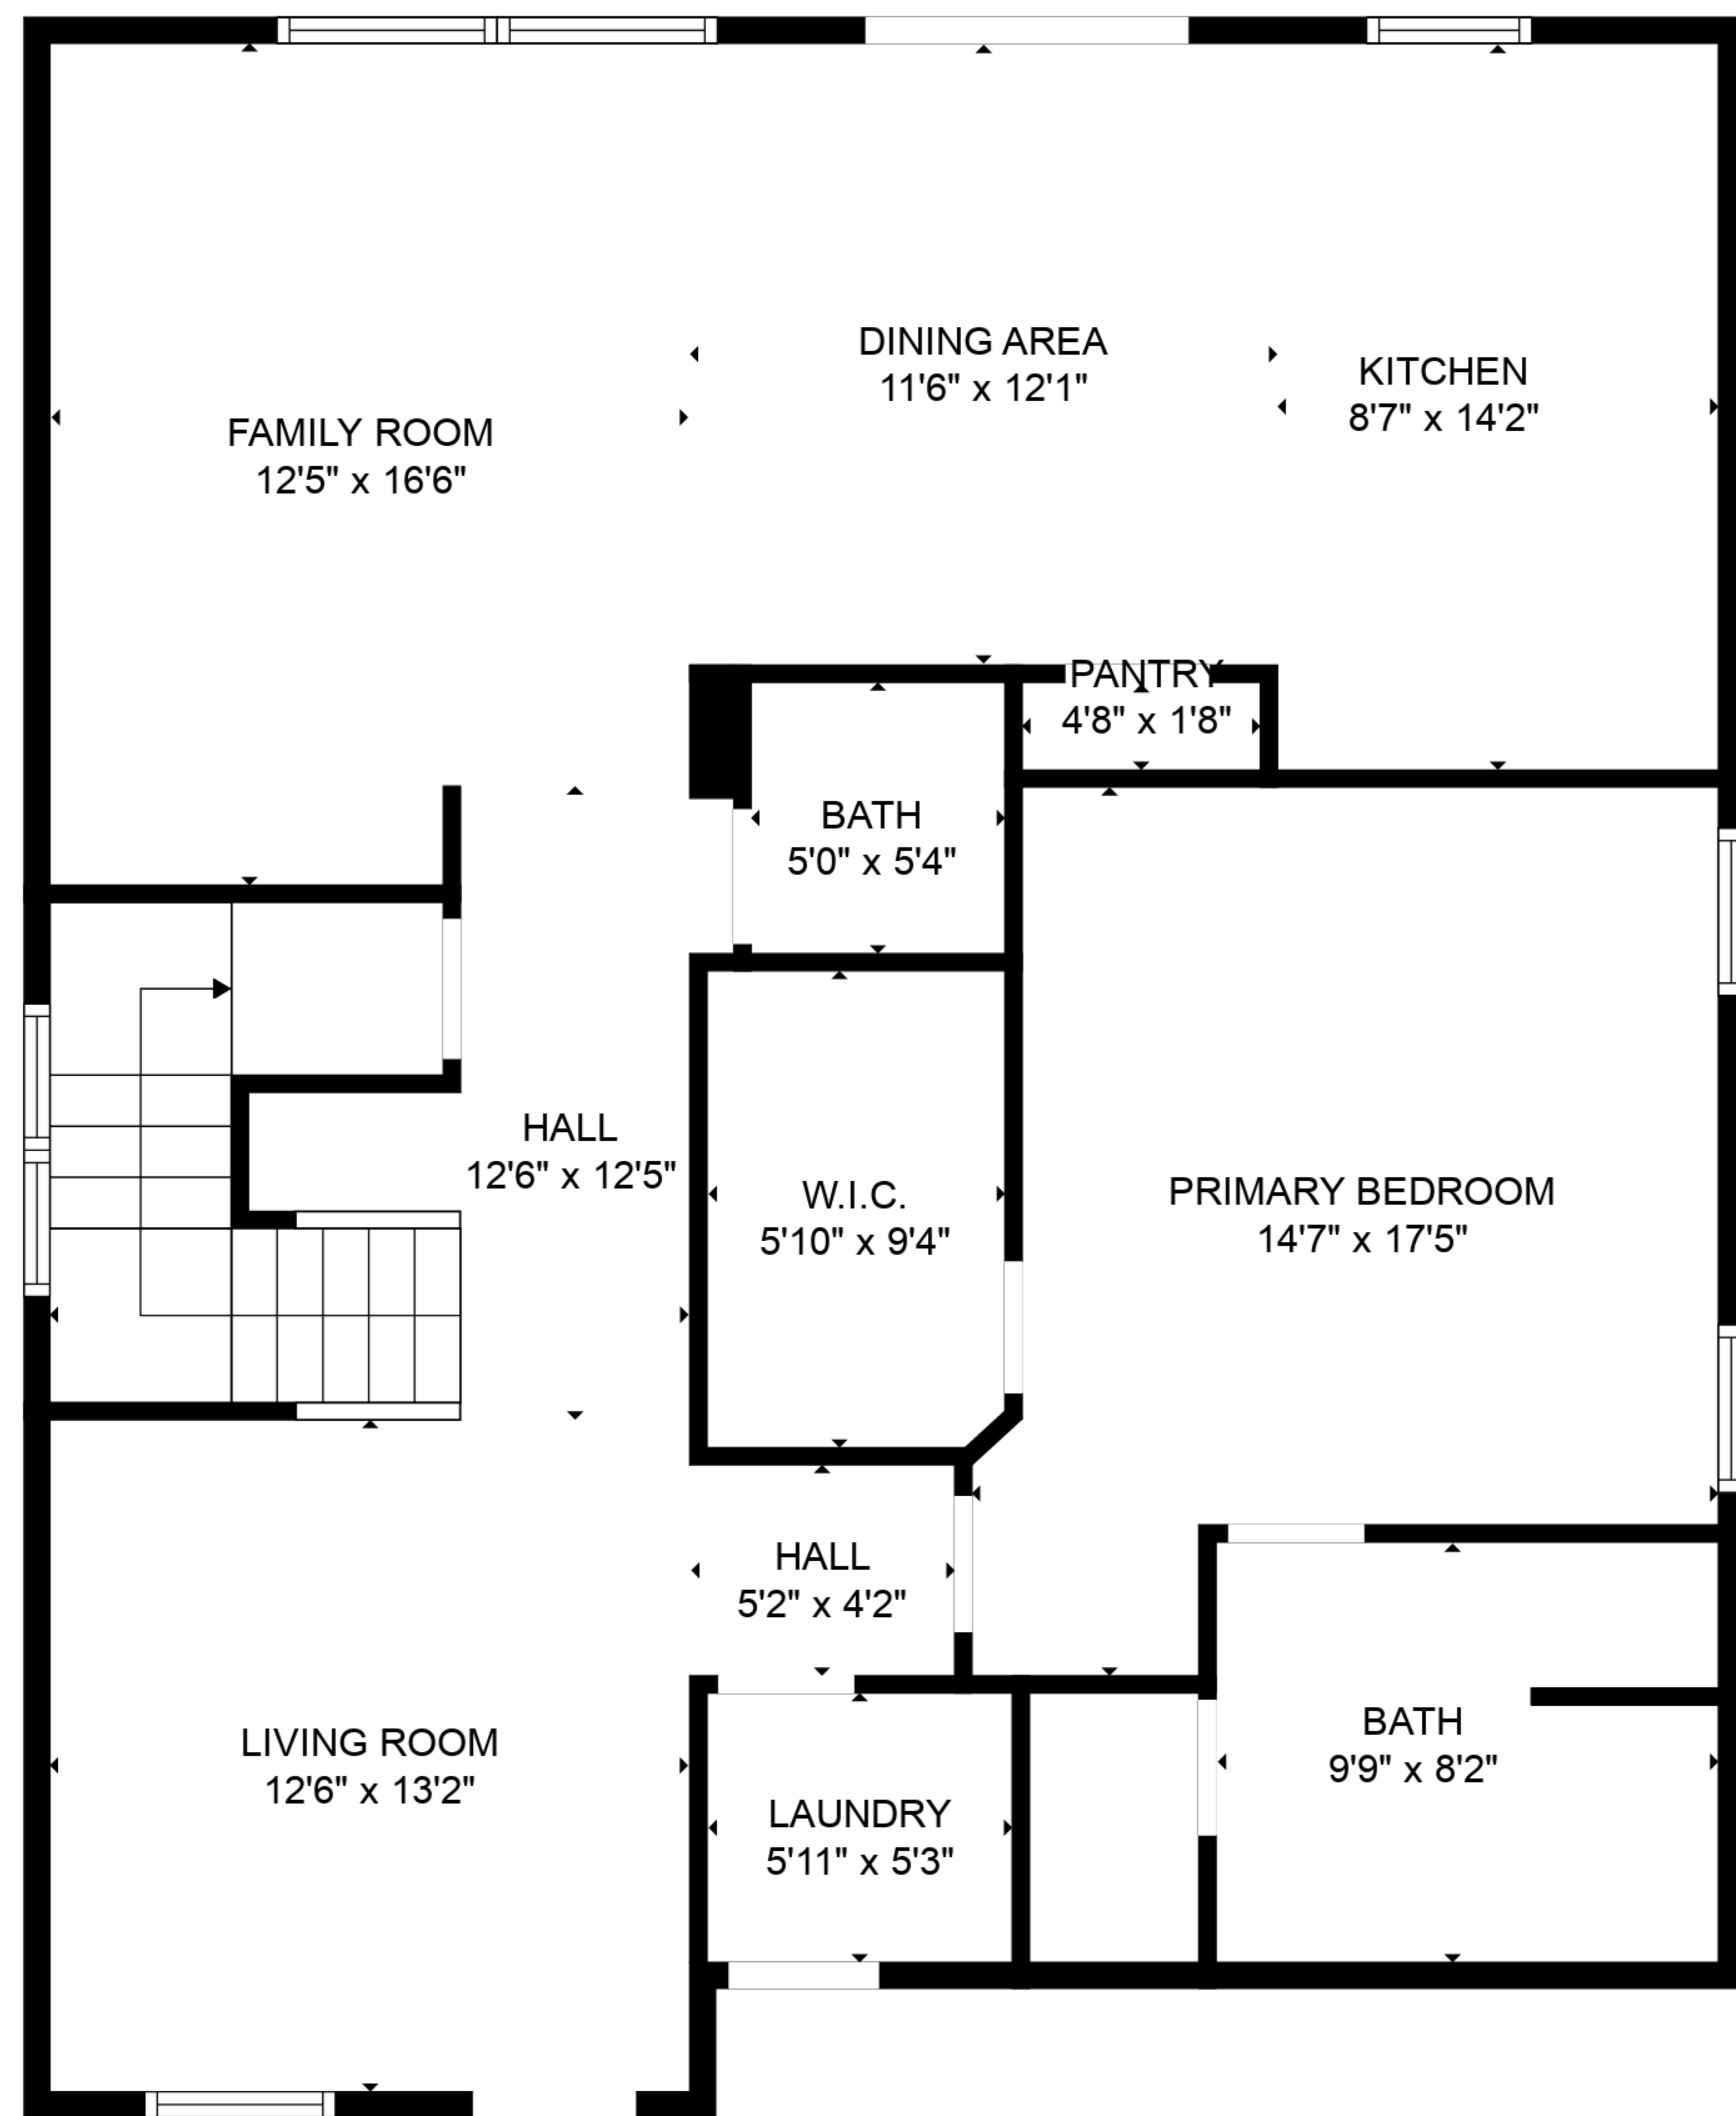 DINING AREA
11'6" x 12'1"
KITCHEN
8'7" x 14'2"
FAMILY ROOM
12'5" x 16'6"
PANTRY
4'8" x 1'8"
BATH
5'0" x 5'4"
HALL
12'6" x 12'5"
W.I.C.
5'10" x 9'4"
PRIMARY BEDROOM
14'7" x 17'5"
HALL
5'2" x 4'2"
LIVING ROOM
12'6" x 13'2"
BATH
9'9" x 8'2"
LAUNDRY
5'11" x 5'3"